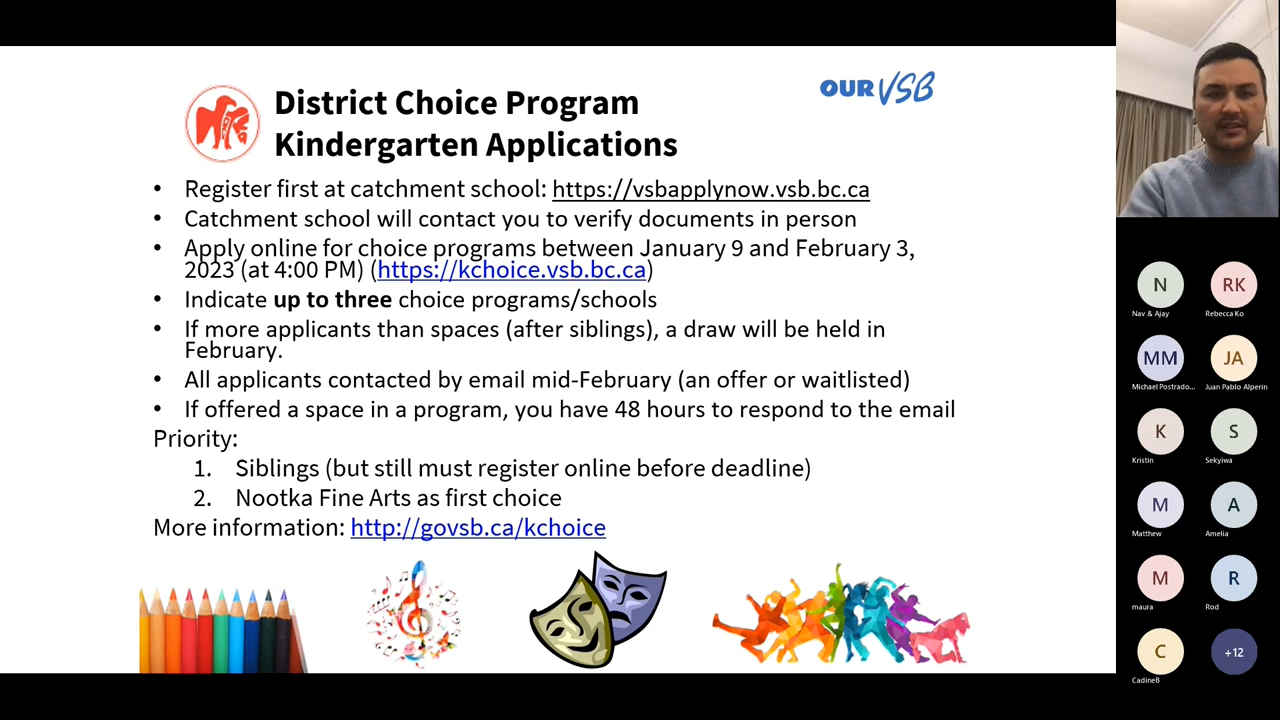 OUR VSB
District Choice Program
Kindergarten Applications
• Register first at catchment school: https://vsbapplynow.vsb.bc.ca
• Catchment school will contact you to verify documents in person
• Apply online for choice programs between January 9 and February 3,
2023 (at 4:00 PM) (https://kchoice.vsb.bc.ca)
• Indicate up to three choice programs/schools
• If more applicants than spaces (after siblings), a draw will be held in
February.
• All applicants contacted by email mid-February (an offer or waitlisted)
• If offered a space in a program, you have 48 hours to respond to the email
Priority:
1. Siblings (but still must register online before deadline)
2. Nootka Fine Arts as first choice
More information: http://govsb.ca/kchoice
N
Nav & Ajay
RK
Rebecca Ko
MM
Michael Postrado...
JA
Juan Pablo Alperin
K
Kristin
S
Sekyiwa
M
Matthew
A
Amelia
M
maura
R
Rod
C
CadineB
+12